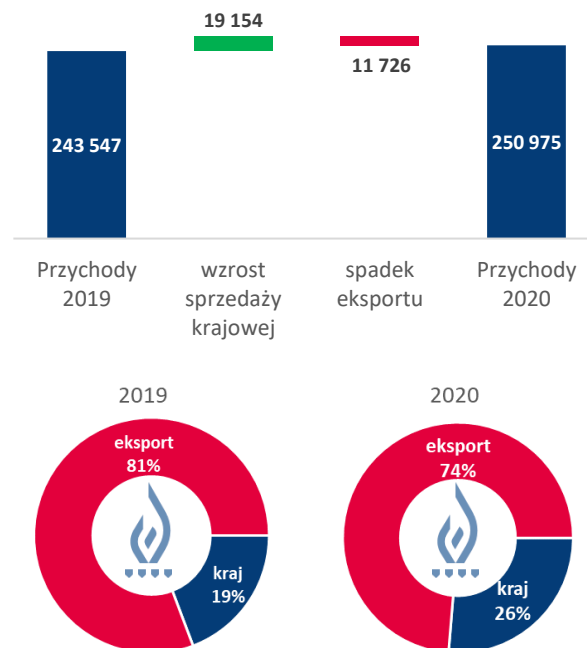 19 154
11 726
243 547
250 975
Przychody
2019
wzrost
sprzedaży
krajowej
spadek
eksportu
Przychody
2020
2019
eksport
81%
kraj
19%
2020
eksport
74%
kraj
26%